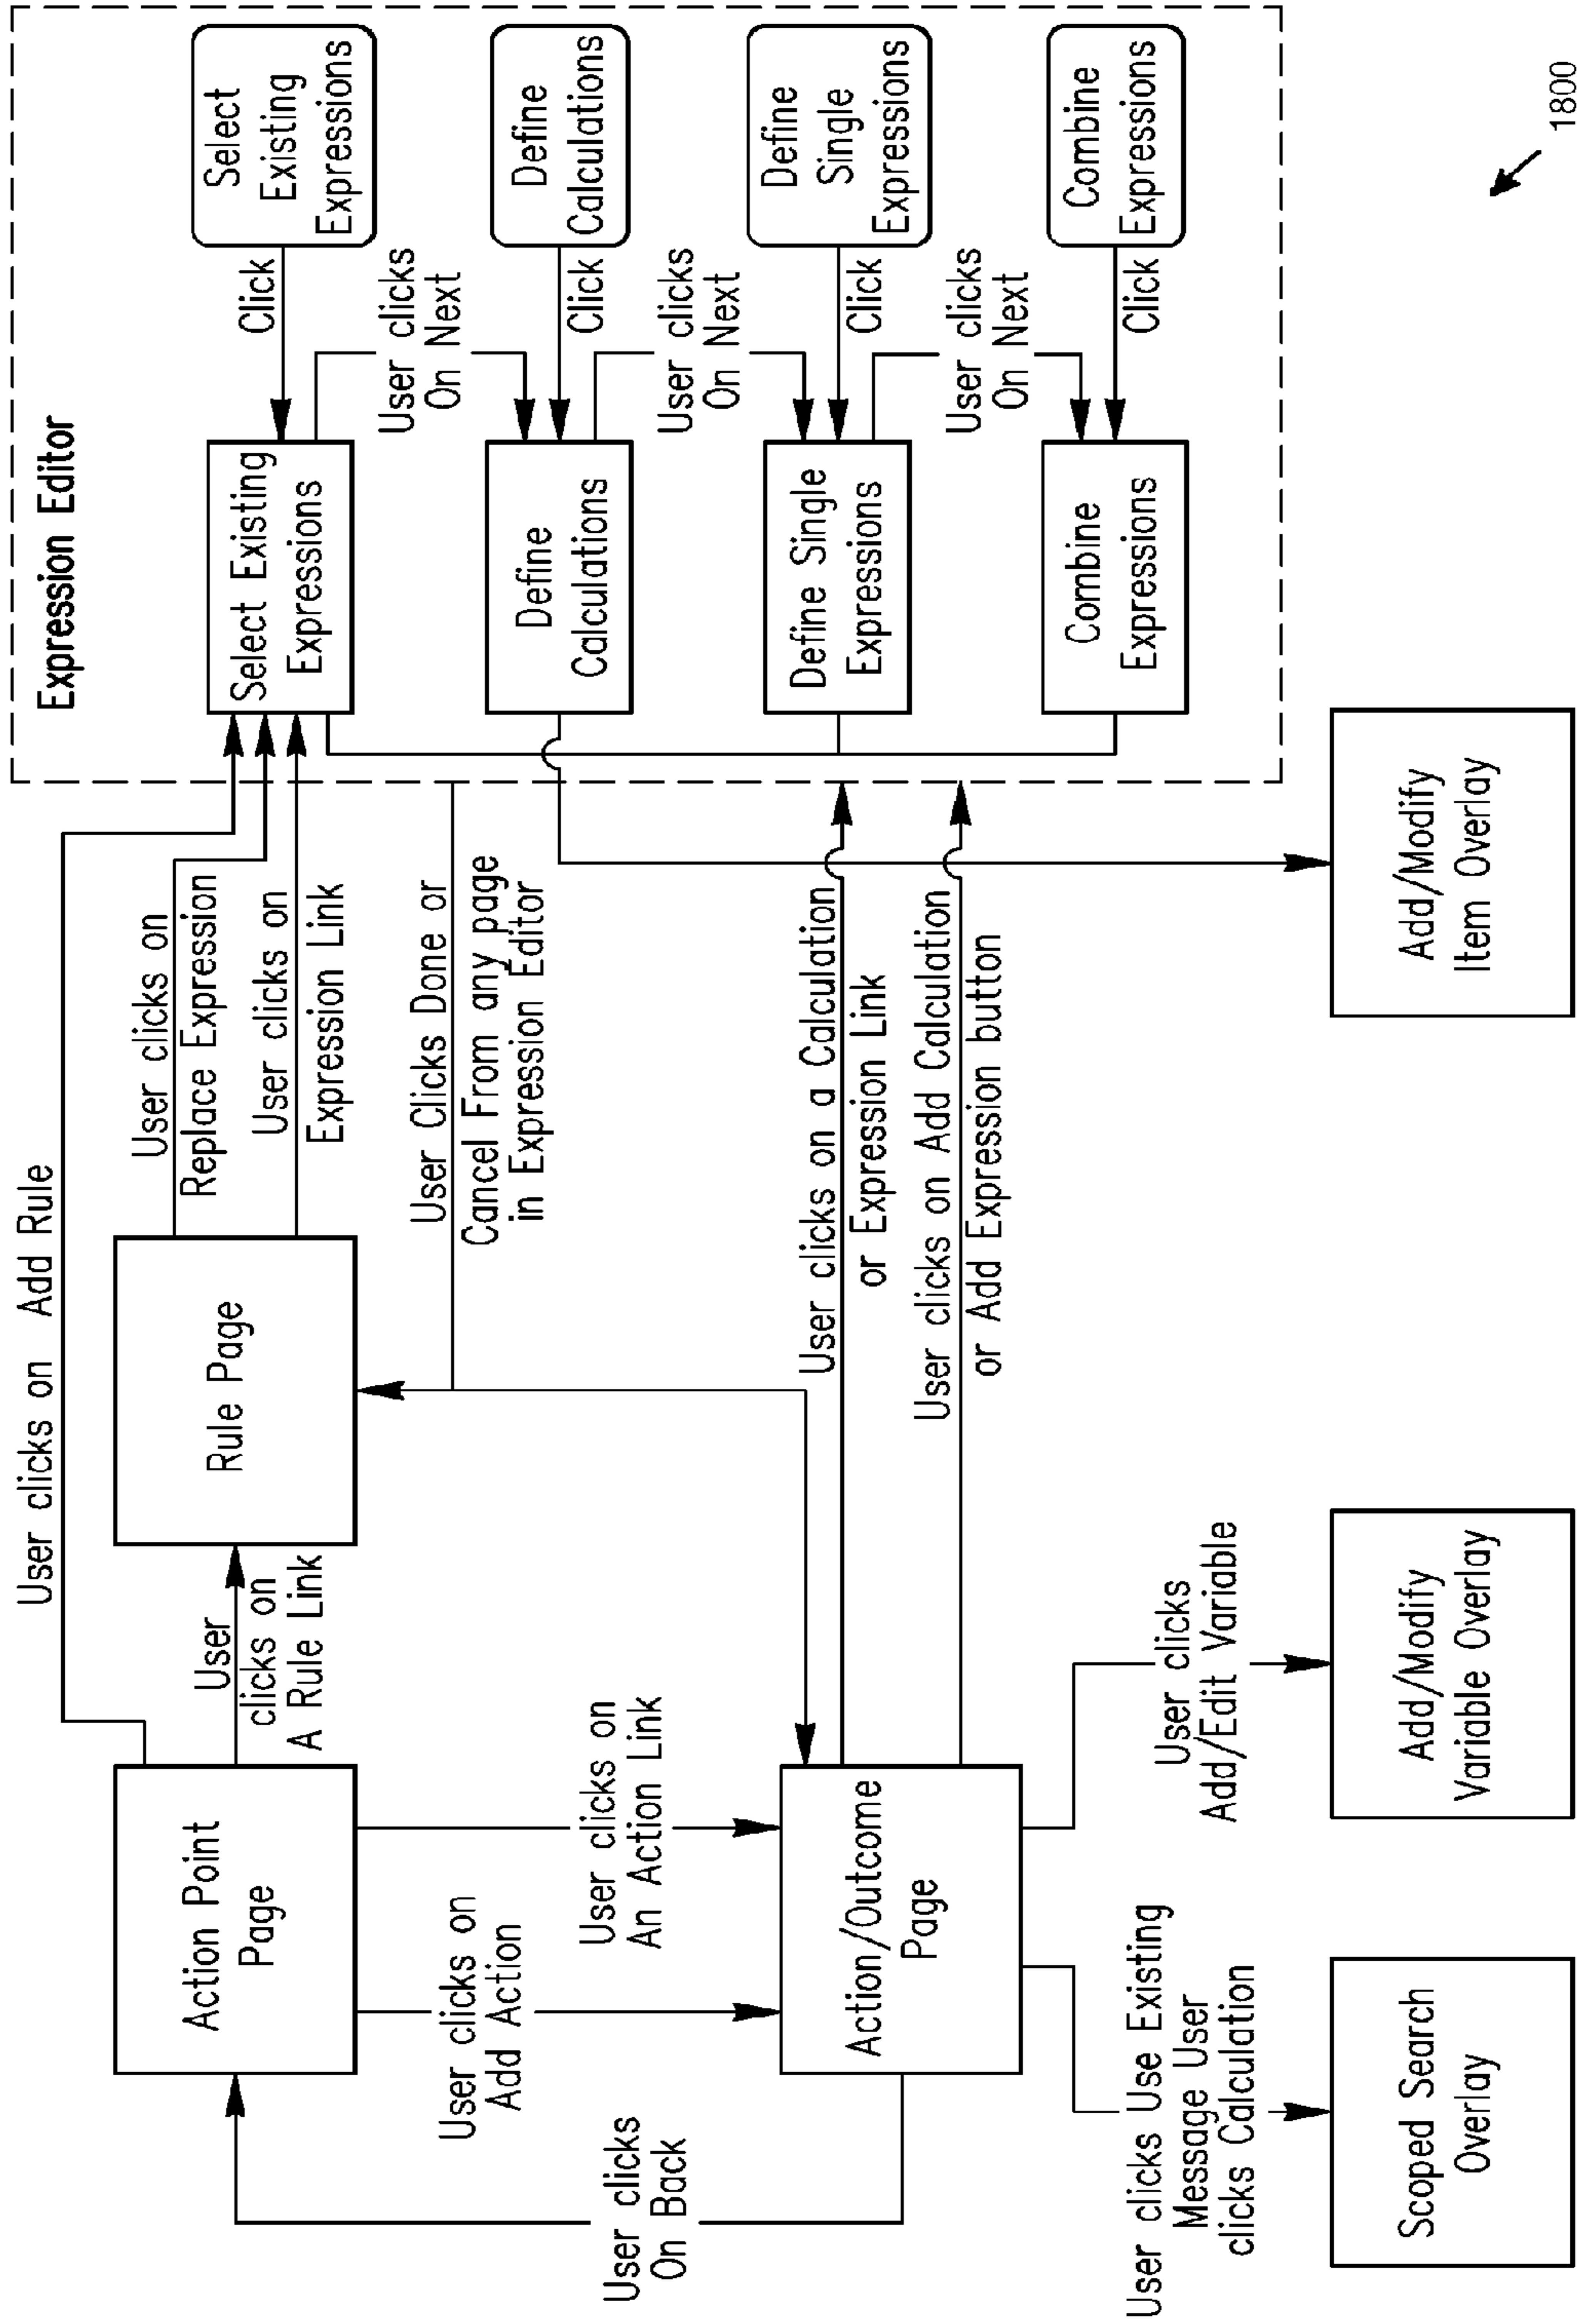 User clicks on Add Rule
Action Point
Page
User
clicks on
A Rule Link
Rule Page
User clicks on
Replace Expression
User clicks on
Expression Link
Expression Editor
Select Existing
Expressions
Click
Select
Existing
Expressions
User clicks
On Next
Define
Calculations
Click
Define
Calculations
User clicks
On Next
Define Single
Expressions
Click
Define
Single
Expressions
User clicks
On Next
Combine
Expressions
Click
Combine
Expressions
User Clicks Done or
Cancel From any page
in Expression Editor
User clicks on
Add Action
User clicks on
An Action Link
User clicks
On Back
Action/Outcome
Page
User clicks on a Calculation
or Expression Link
User clicks on Add Calculation
or Add Expression button
User clicks Use Existing
Message User
clicks Calculation
User clicks
Add/Edit Variable
Scoped Search
Overlay
Add/Modify
Variable Overlay
Add/Modify
Item Overlay
1800